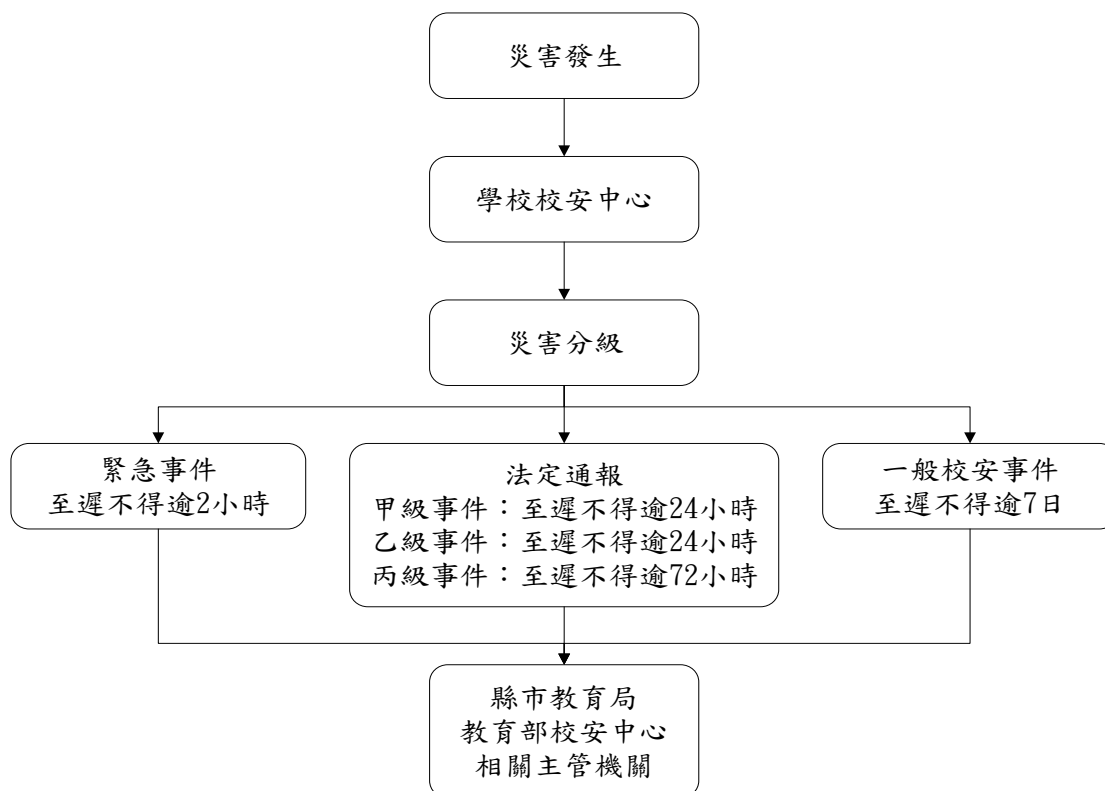 災害發生
學校校安中心
災害分級
緊急事件
至遲不得逾2小時
法定通報
甲級事件：至遲不得逾24小時
乙級事件：至遲不得逾24小時
丙級事件：至遲不得逾72小時
一般校安事件
至遲不得逾7日
縣市教育局
教育部校安中心
相關主管機關